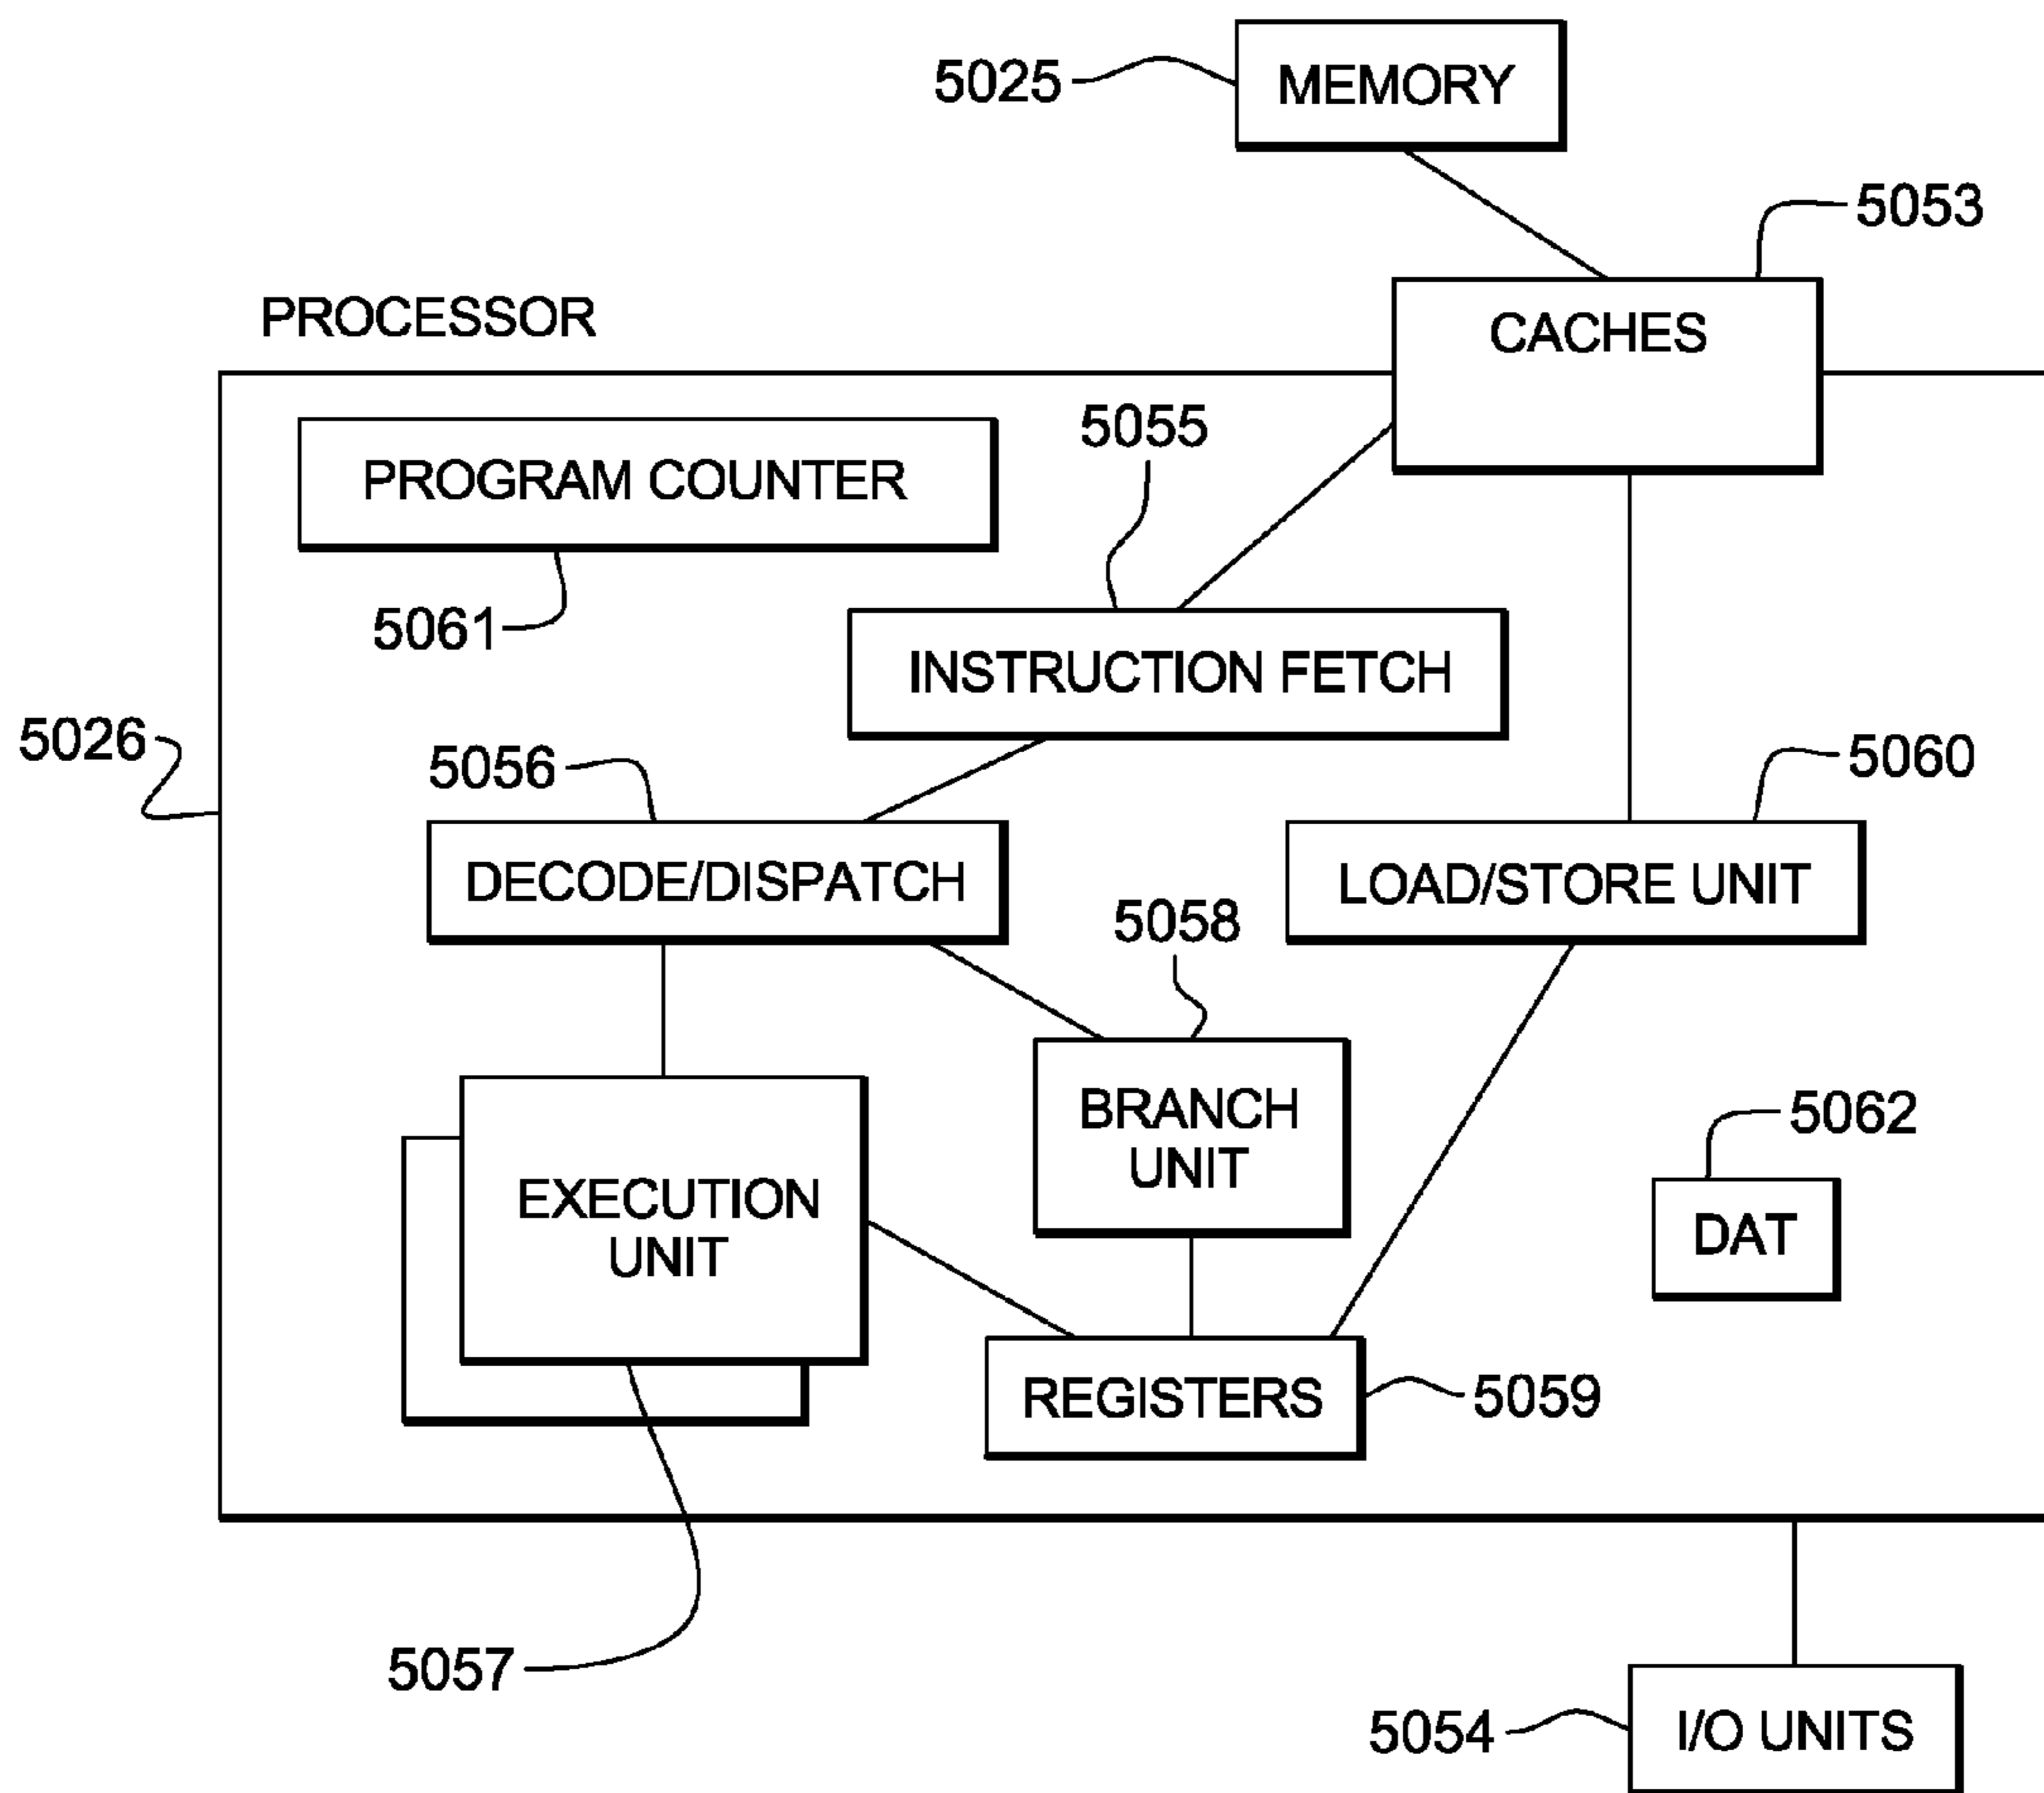 MEMORY
5025
5053
CACHES
PROCESSOR
5055
PROGRAM COUNTER
5061
INSTRUCTION FETCH
5026
5056
5060
DECODE/DISPATCH
LOAD/STORE UNIT
5058
BRANCH
UNIT
5062
EXECUTION
UNIT
DAT
REGISTERS
5059
5057
5054
I/O UNITS